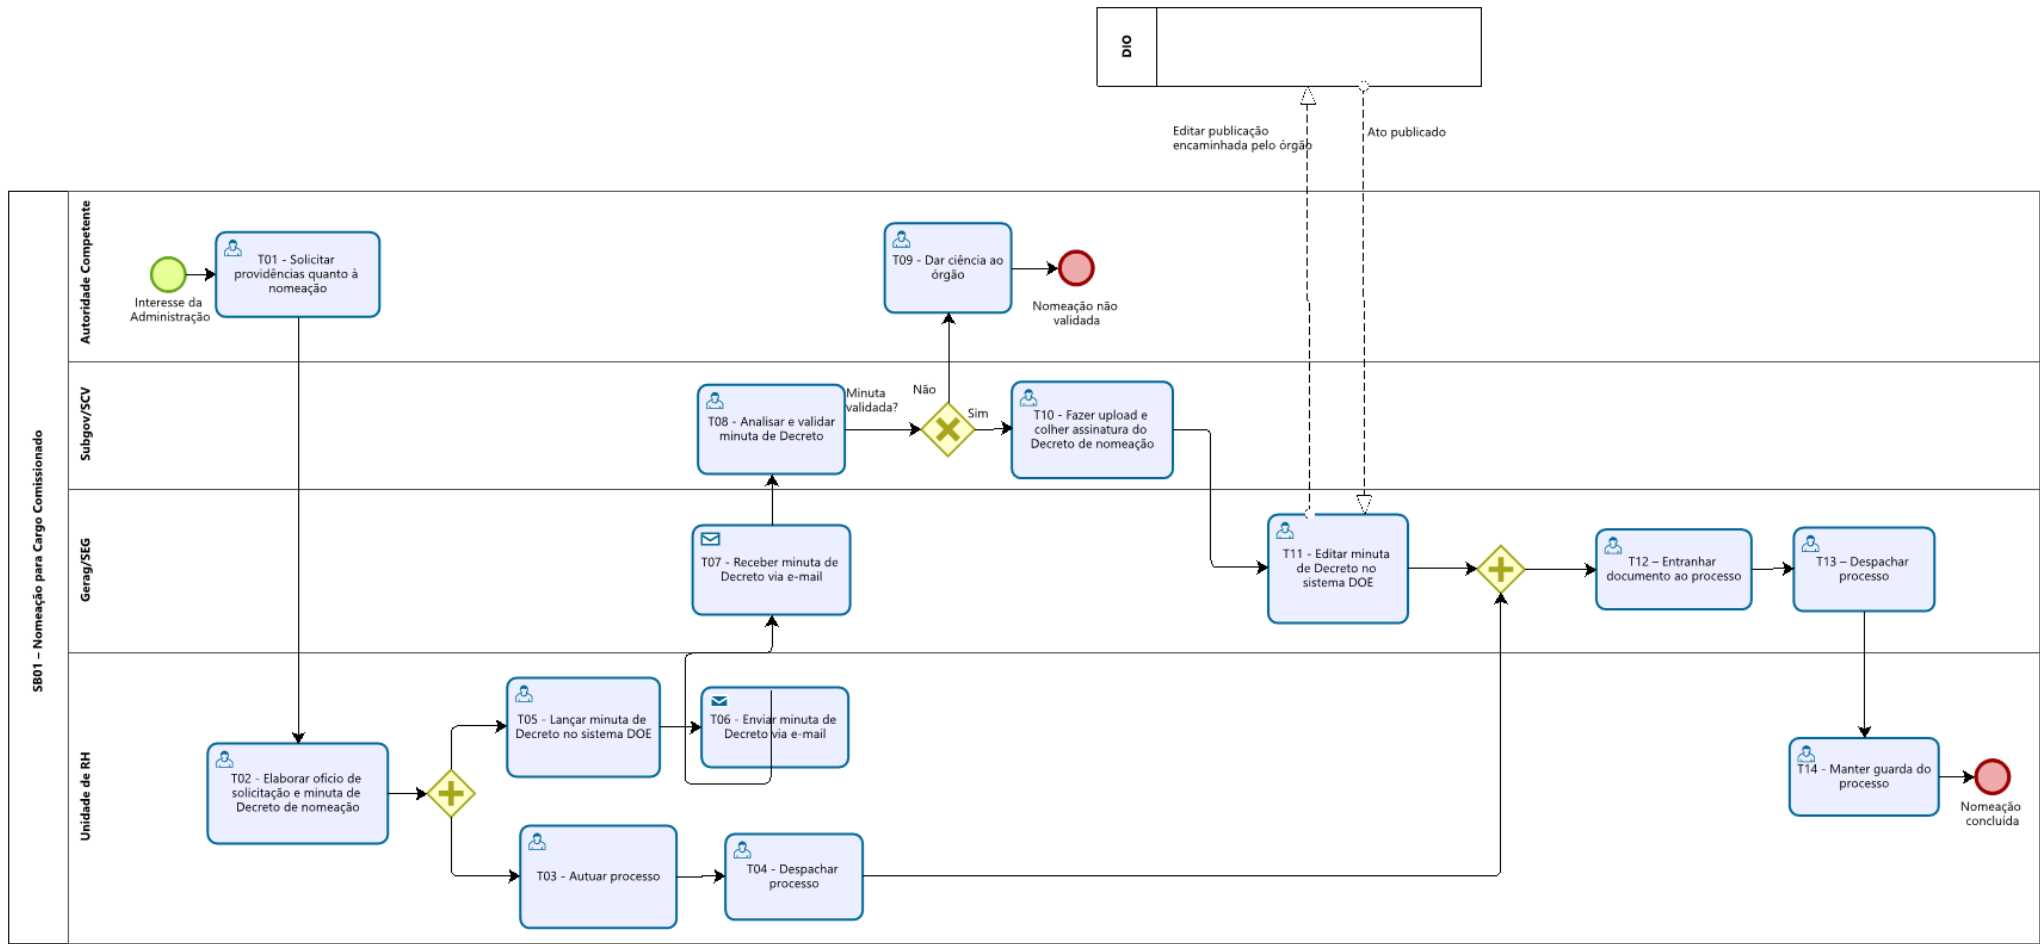 DIO
Editar publicação
encaminhada pelo órgão
Ato publicado
SB01 – Nomeação para Cargo Comissionado
Autoridade Competente
Interesse da
Administração
T01 - Solicitar
providências quanto à
nomeação
T09 - Dar ciência ao
órgão
Nomeação não
validada
Subgov/SCV
T08 - Analisar e validar
minuta de Decreto
Minuta
validada?
Não
Sim
T10 - Fazer upload e
colher assinatura do
Decreto de nomeação
Gerag/SEG
T07 - Receber minuta de
Decreto via e-mail
T11 - Editar minuta
de Decreto no
sistema DOE
T12 – Entranhar
documento ao processo
T13 – Despachar
processo
Unidade de RH
T02 - Elaborar ofício de
solicitação e minuta de
Decreto de nomeação
T05 - Lançar minuta de
Decreto no sistema DOE
T06 - Enviar minuta de
Decreto via e-mail
T03 - Autuar processo
T04 - Despachar
processo
T14 - Manter guarda do
processo
Nomeação
concluída